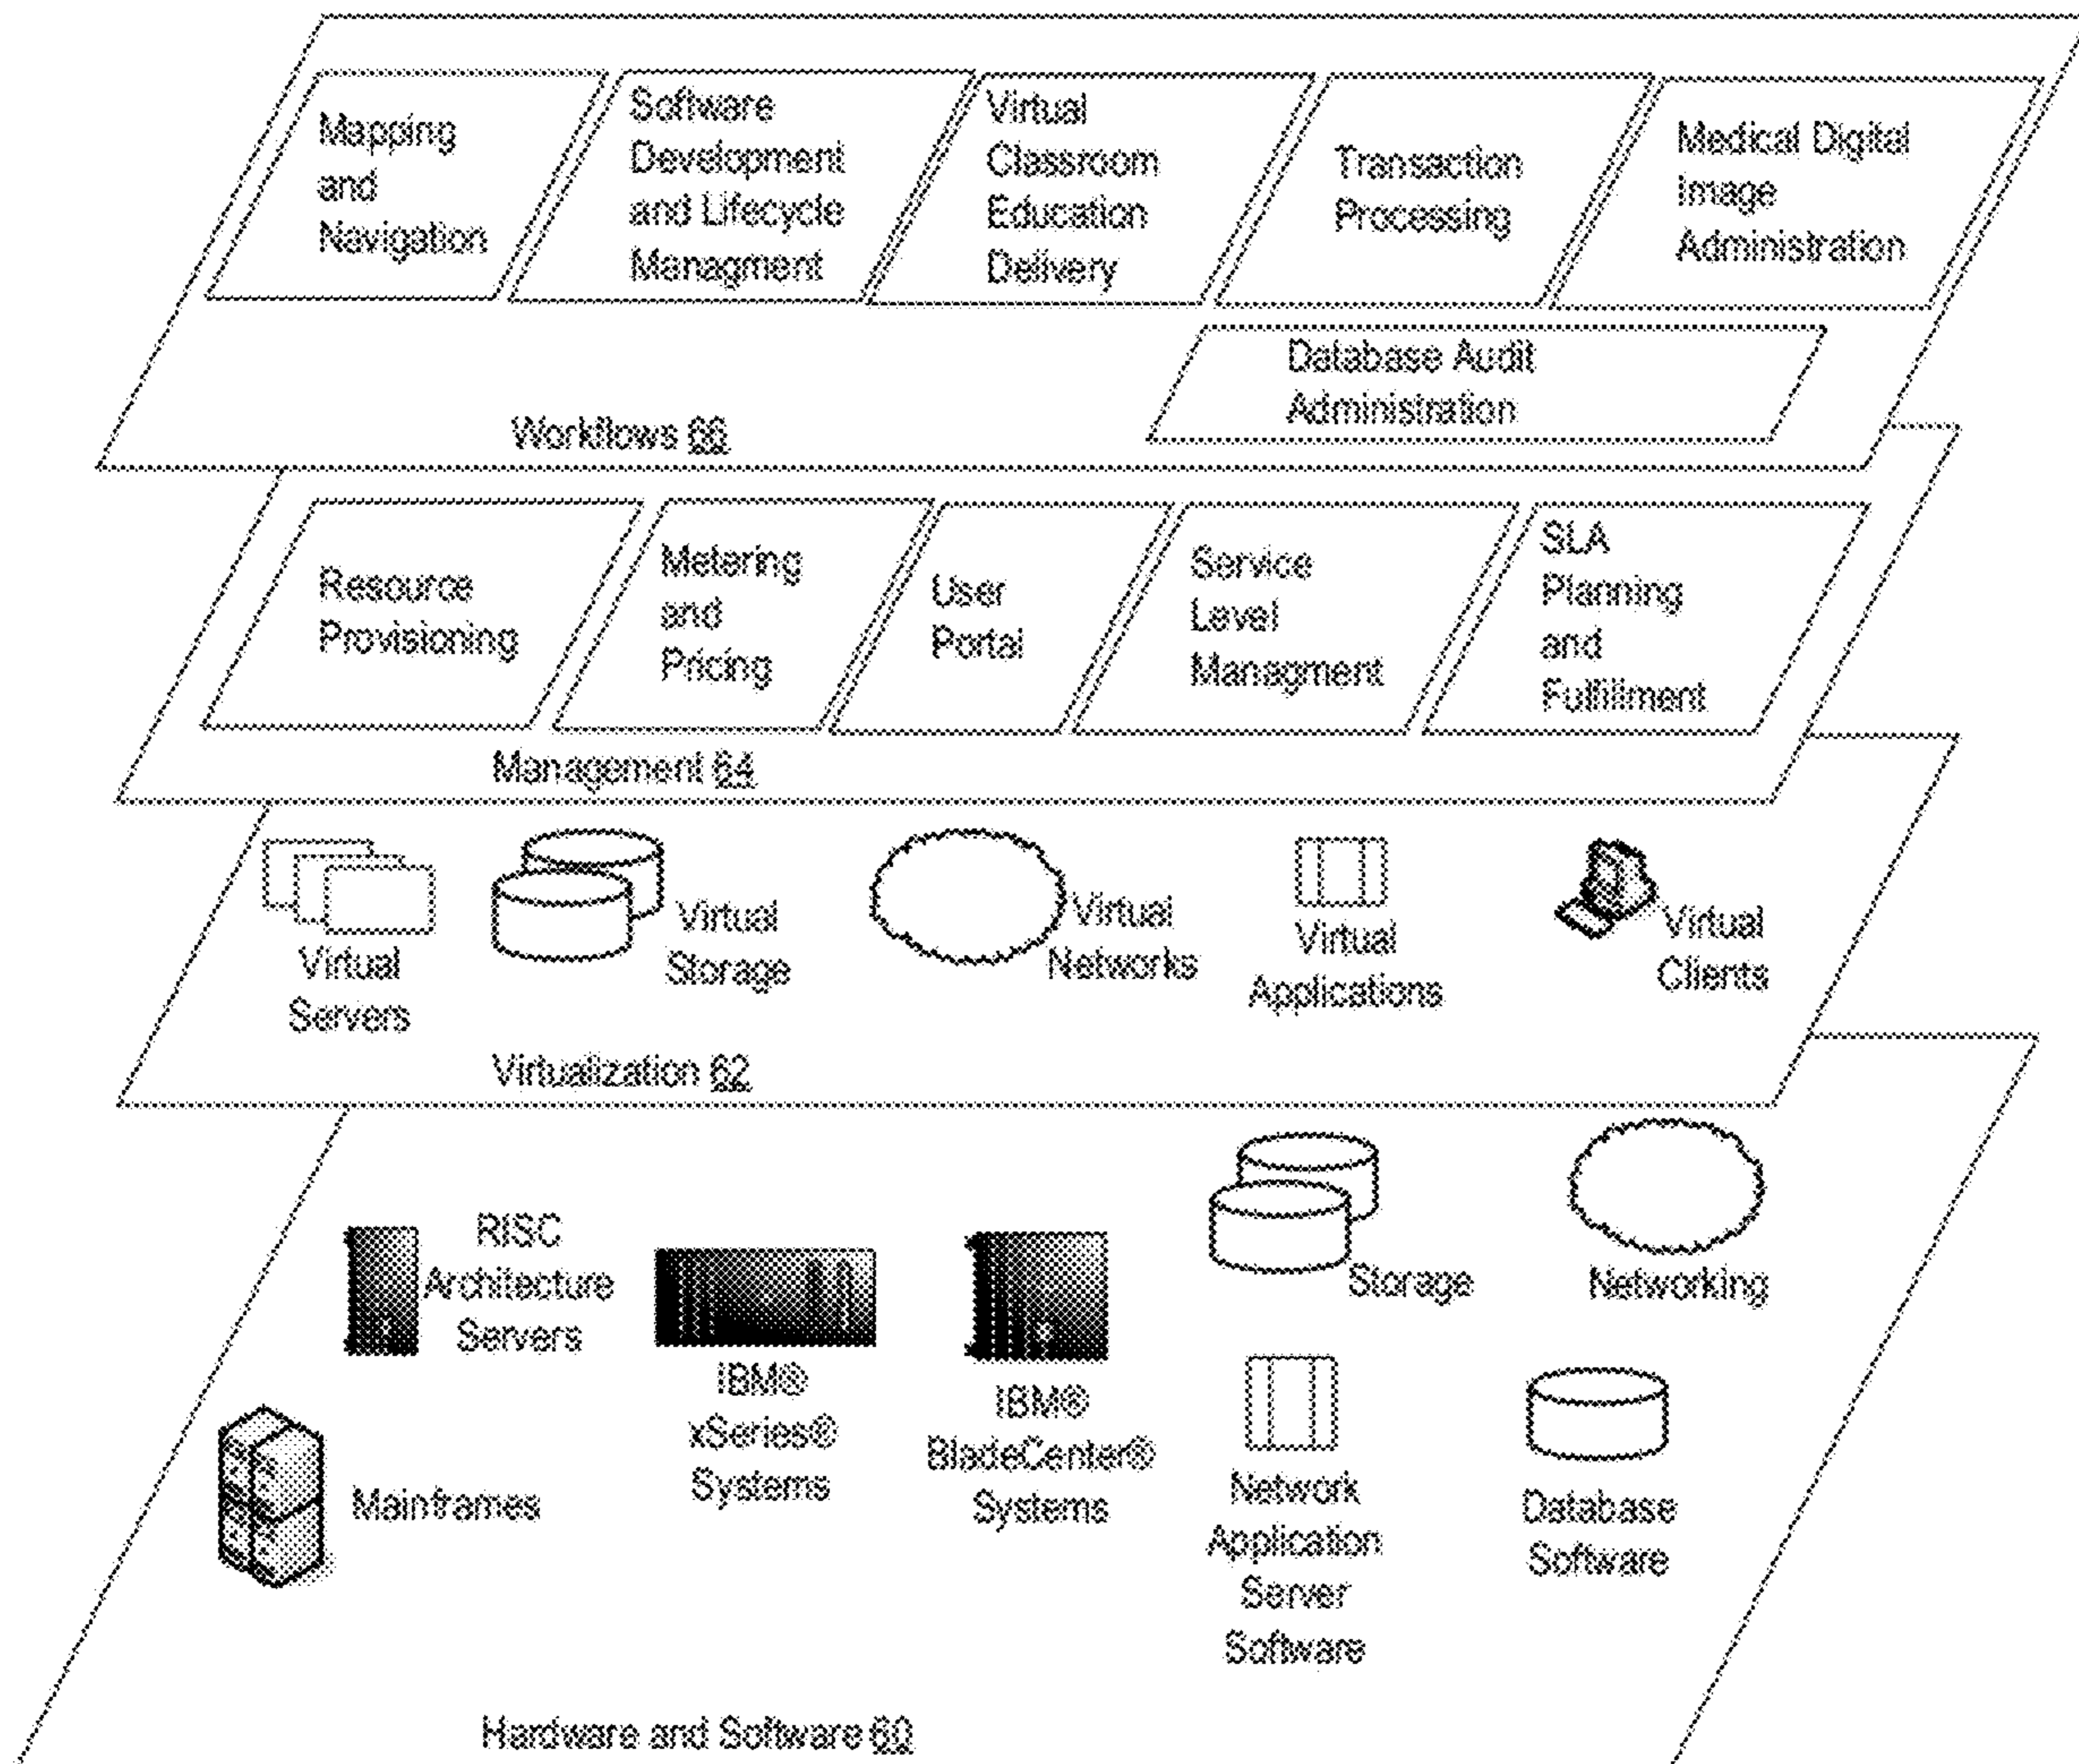 Mapping
and
Navigation
Software
Development
and Lifecycle
Managment
Virtual
Classroom
Education
Delivery
Transaction
Processing
Medical Digital
Image
Administration
Database Audit
Administration
Workflows 66
Resource
Provisioning
Metering
and
Pricing
User
Portal
Service
Level
Managment
SLA
Planning
and
Fulfillment
Management 64
Virtual
Servers
Virtual
Storage
Virtual
Networks
Virtual
Applications
Virtual
Clients
Virtualization 62
RISC
Architecture
Servers
Storage
Networking
Mainframes
IBM®
xSeries®
Systems
IBM®
BladeCenter®
Systems
Network
Application
Server
Software
Database
Software
Hardware and Software 60